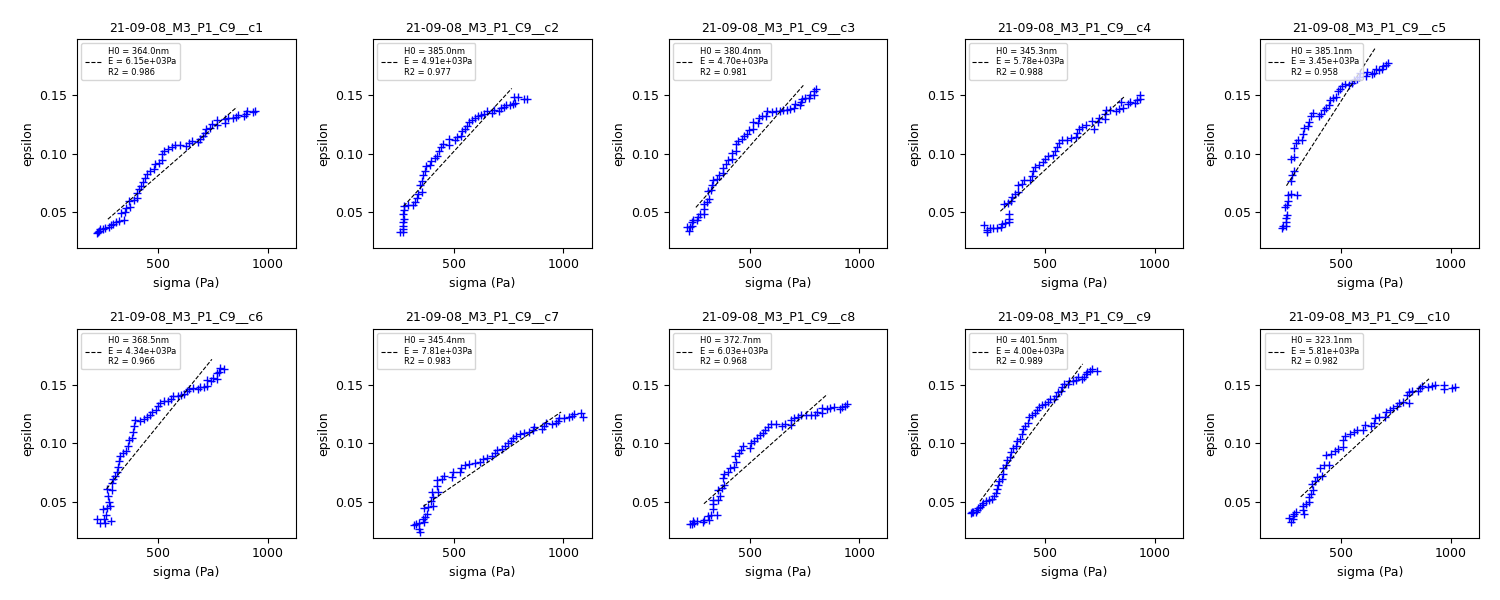 21-09-08_M3_P1_C9__c1
H0 = 364.0nm
E = 6.15e+03Pa
R2 = 0.986
0.15
0.10
0.05
epsilon
500
1000
sigma (Pa)
21-09-08_M3_P1_C9__c2
H0 = 385.0nm
E = 4.91e+03Pa
R2 = 0.977
0.15
0.10
0.05
epsilon
500
1000
sigma (Pa)
21-09-08_M3_P1_C9__c3
H0 = 380.4nm
E = 4.70e+03Pa
R2 = 0.981
0.15
0.10
0.05
epsilon
500
1000
sigma (Pa)
21-09-08_M3_P1_C9__c4
H0 = 345.3nm
E = 5.78e+03Pa
R2 = 0.988
0.15
0.10
0.05
epsilon
500
1000
sigma (Pa)
21-09-08_M3_P1_C9__c5
H0 = 385.1nm
E = 3.45e+03Pa
R2 = 0.958
0.15
0.10
0.05
epsilon
500
1000
sigma (Pa)
21-09-08_M3_P1_C9__c6
H0 = 368.5nm
E = 4.34e+03Pa
R2 = 0.966
0.15
0.10
0.05
epsilon
500
1000
sigma (Pa)
21-09-08_M3_P1_C9__c7
H0 = 345.4nm
E = 7.81e+03Pa
R2 = 0.983
0.15
0.10
0.05
epsilon
500
1000
sigma (Pa)
21-09-08_M3_P1_C9__c8
H0 = 372.7nm
E = 6.03e+03Pa
R2 = 0.968
0.15
0.10
0.05
epsilon
500
1000
sigma (Pa)
21-09-08_M3_P1_C9__c9
H0 = 401.5nm
E = 4.00e+03Pa
R2 = 0.989
0.15
0.10
0.05
epsilon
500
1000
sigma (Pa)
21-09-08_M3_P1_C9__c10
H0 = 323.1nm
E = 5.81e+03Pa
R2 = 0.982
0.15
0.10
0.05
epsilon
500
1000
sigma (Pa)